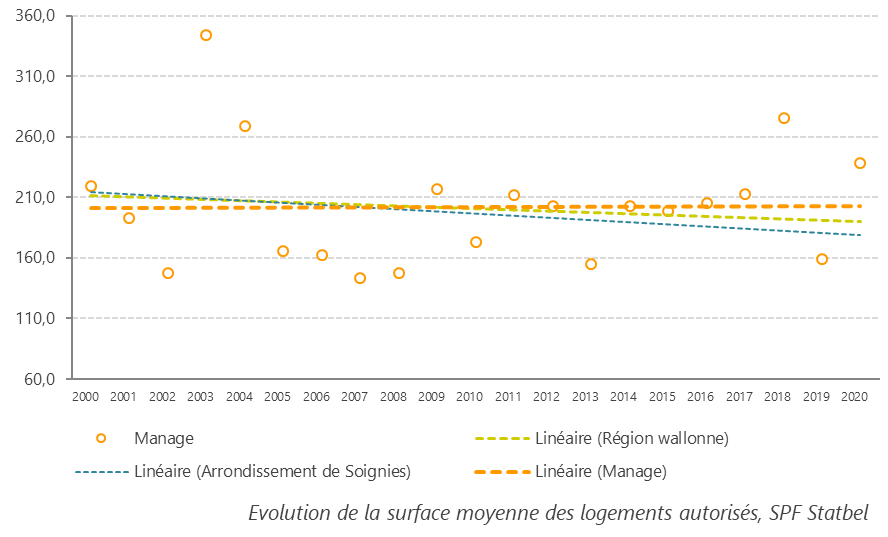 360,0
310,0
260,0
210,0
160,0
110,0
60,0
2000 2001 2002 2003 2004 2005 2006 2007 2008 2009 2010 2011 2012 2013 2014 2015 2016 2017 2018 2019 2020
Manage Linéaire (Région wallonne)
Linéaire (Arrondissement de Soignies) Linéaire (Manage)
Evolution de la surface moyenne des logements autorisés, SPF Statbel